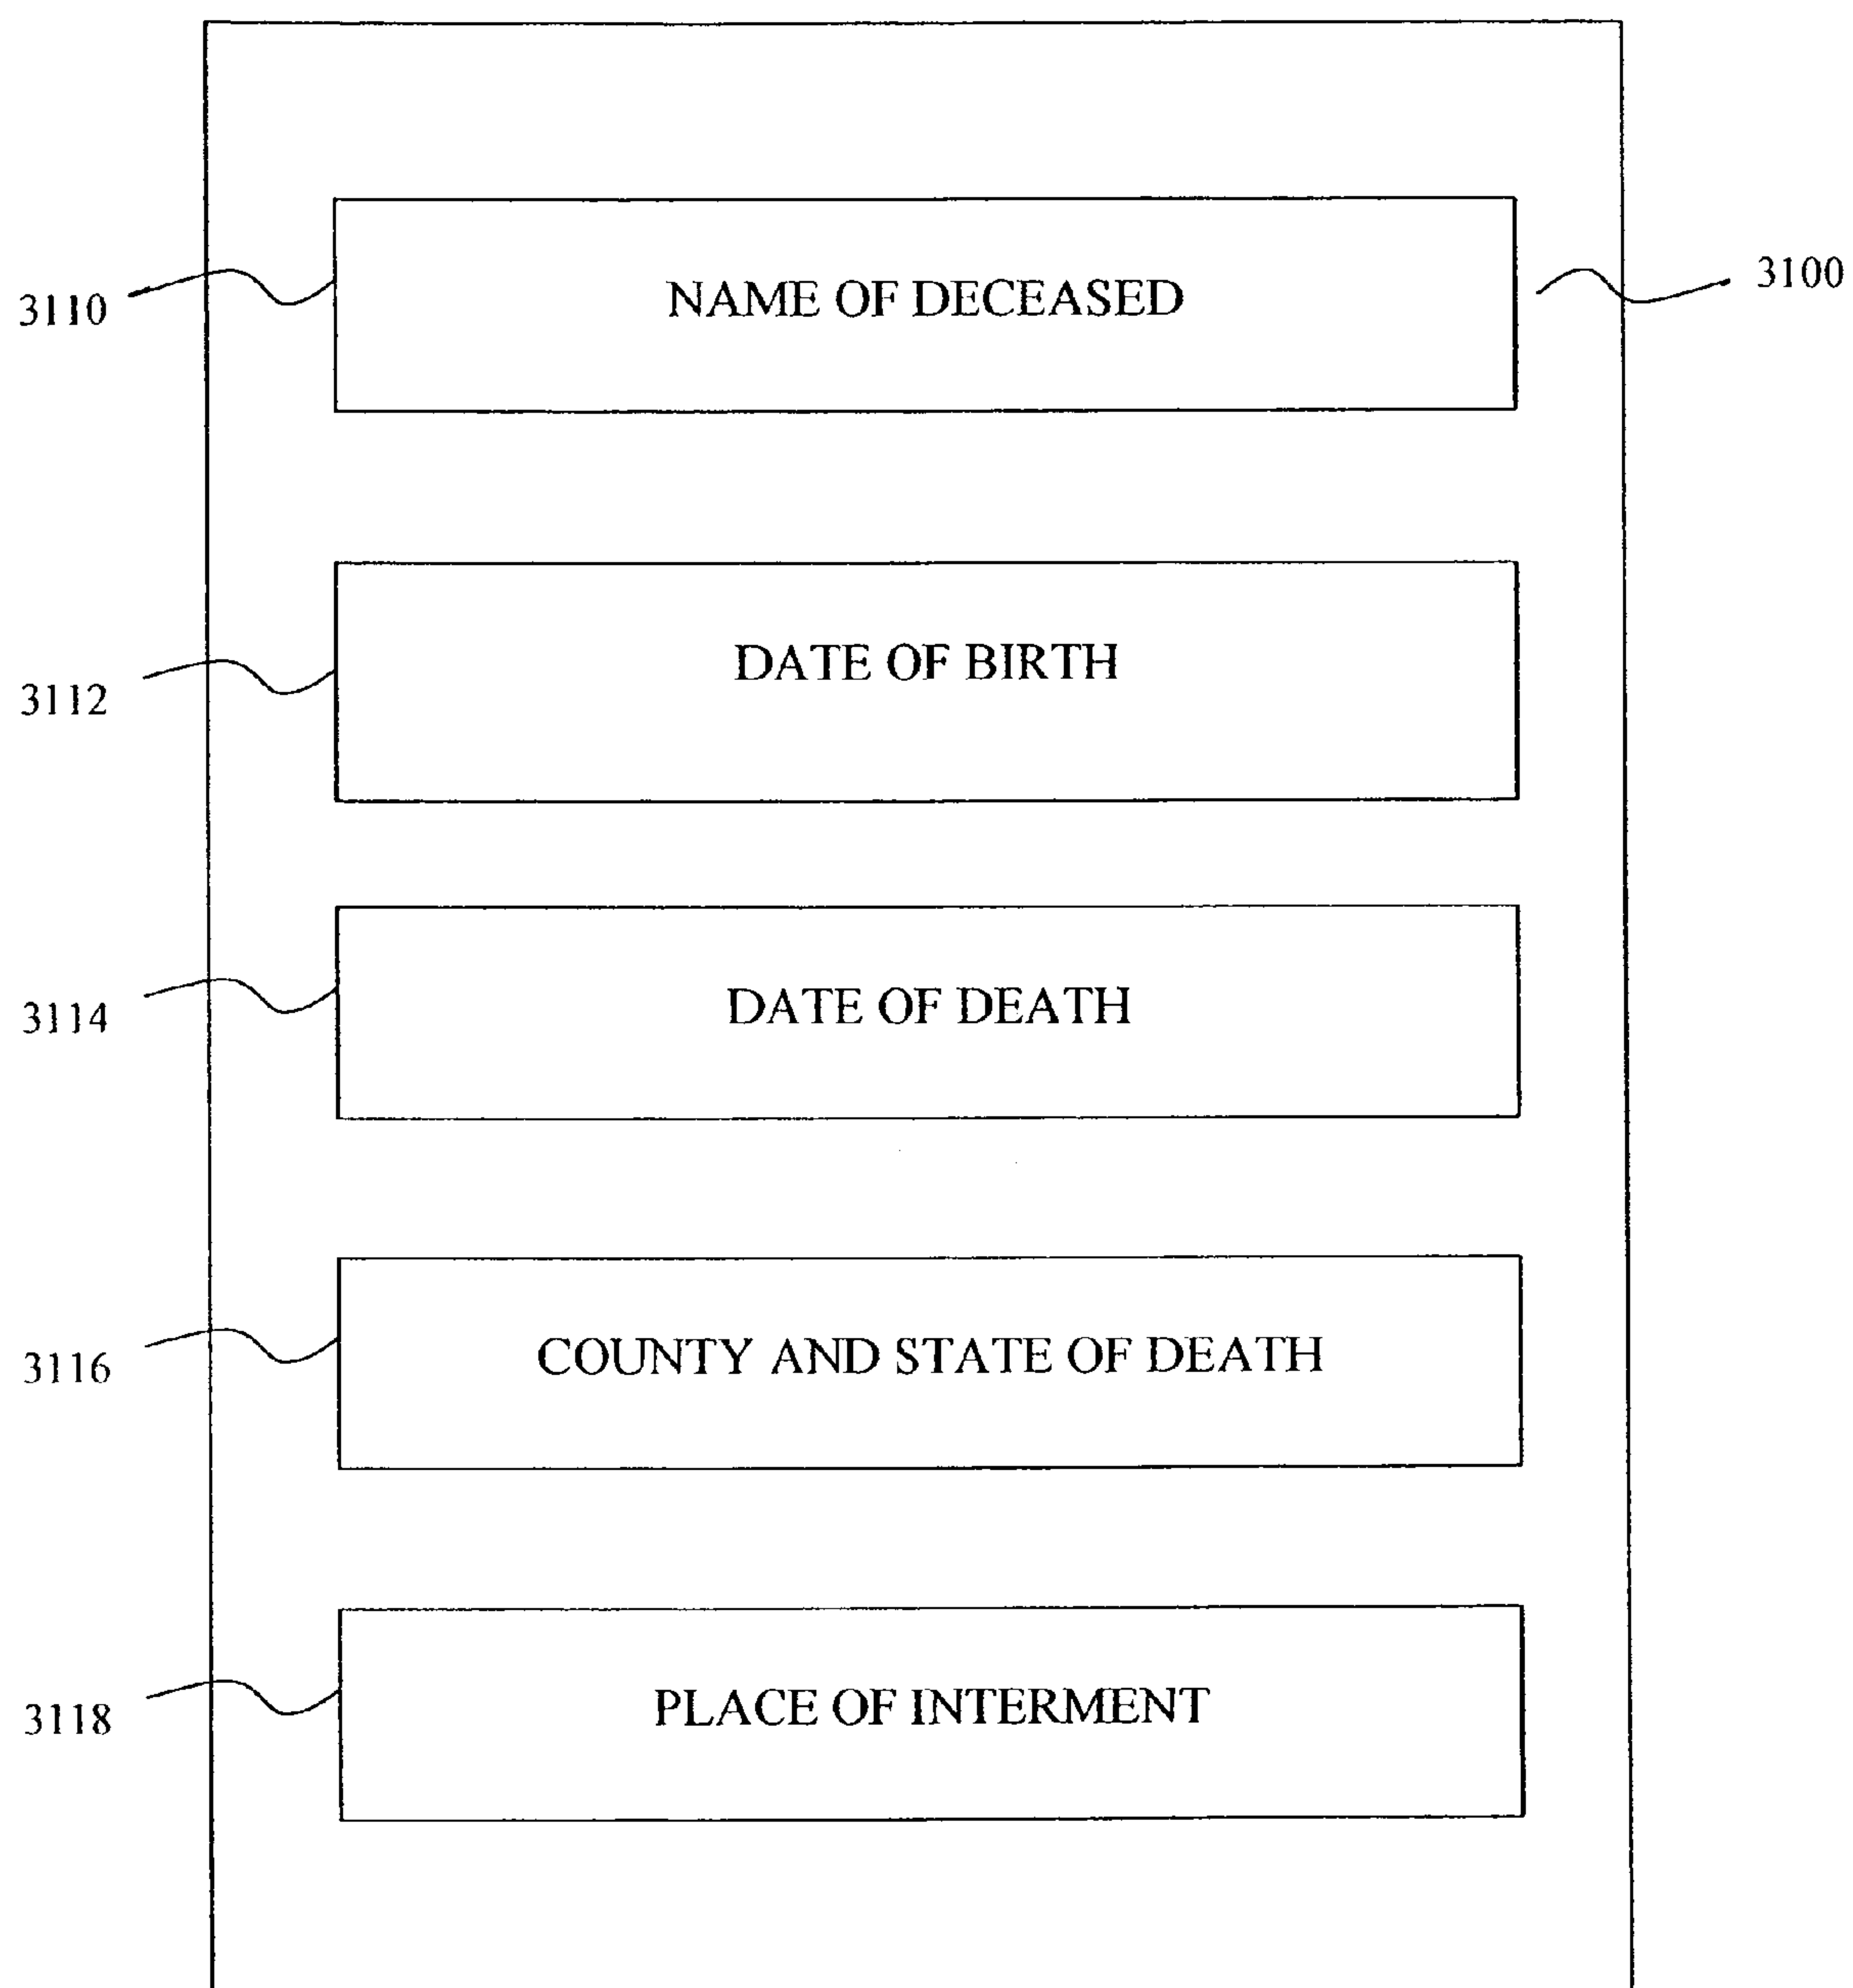 3110
NAME OF DECEASED
3100
3112
DATE OF BIRTH
3114
DATE OF DEATH
3116
COUNTY AND STATE OF DEATH
3118
PLACE OF INTERMENT